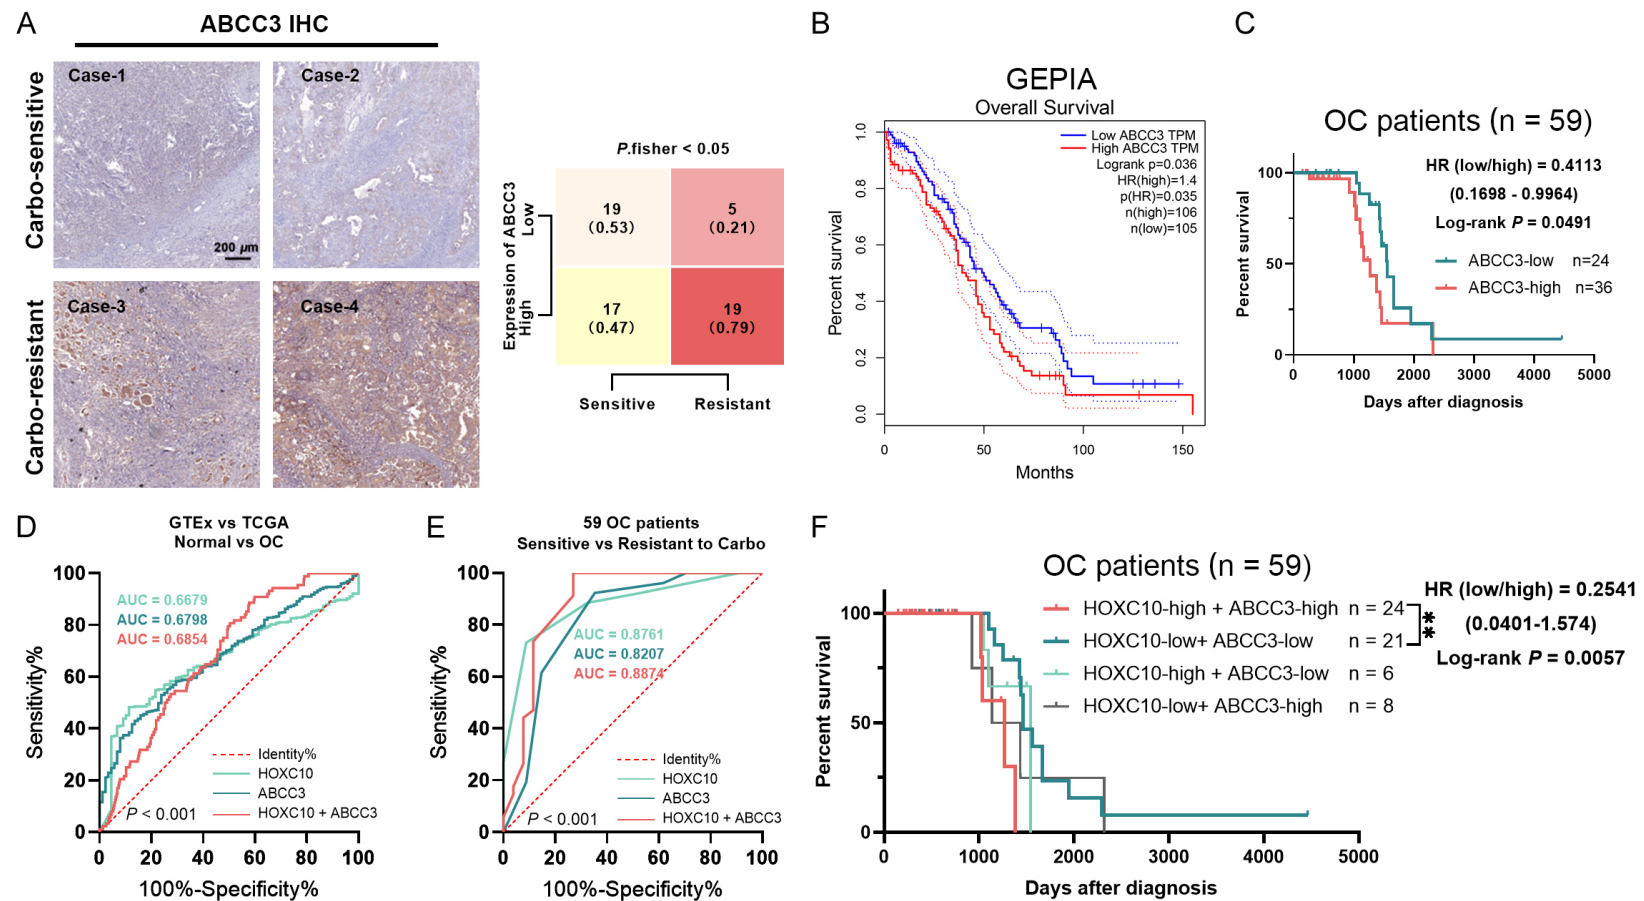 A
ABCC3 IHC
Carbo-sensitive
Case-1
Case-2
200 μm
Carbo-resistant
Case-3
Case-4
P.fisher < 0.05
Expression of ABCC3
Low
High
19
(0.53)
5
(0.21)
17
(0.47)
19
(0.79)
Sensitive
Resistant
B
GEPIA
Overall Survival
Low ABCC3 TPM
High ABCC3 TPM
Logrank p=0.036
HR(high)=1.4
p(HR)=0.035
n(high)=106
n(low)=105
Percent survival
1.0
0.8
0.6
0.4
0.2
0.0
0
50
100
150
Months
C
OC patients (n = 59)
HR (low/high) = 0.4113
(0.1698 - 0.9964)
Log-rank P = 0.0491
ABCC3-low n=24
ABCC3-high n=36
Percent survival
100
50
0
0
1000
2000
3000
4000
5000
Days after diagnosis
D
GTEx vs TCGA
Normal vs OC
AUC = 0.6679
AUC = 0.6798
AUC = 0.6854
Sensitivity%
100
80
60
40
20
0
Identity%
HOXC10
ABCC3
HOXC10 + ABCC3
P < 0.001
0
20
40
60
80
100
100%-Specificity%
E
59 OC patients
Sensitive vs Resistant to Carbo
AUC = 0.8761
AUC = 0.8207
AUC = 0.8874
Sensitivity%
100
80
60
40
20
0
Identity%
HOXC10
ABCC3
HOXC10 + ABCC3
P < 0.001
0
20
40
60
80
100
100%-Specificity%
F
OC patients (n = 59)
HOXC10-high + ABCC3-high n = 24
HOXC10-low+ ABCC3-low n = 21
HOXC10-high + ABCC3-low n = 6
HOXC10-low+ ABCC3-high n = 8
**
HR (low/high) = 0.2541
(0.0401-1.574)
Log-rank P = 0.0057
Percent survival
100
50
0
0
1000
2000
3000
4000
5000
Days after diagnosis